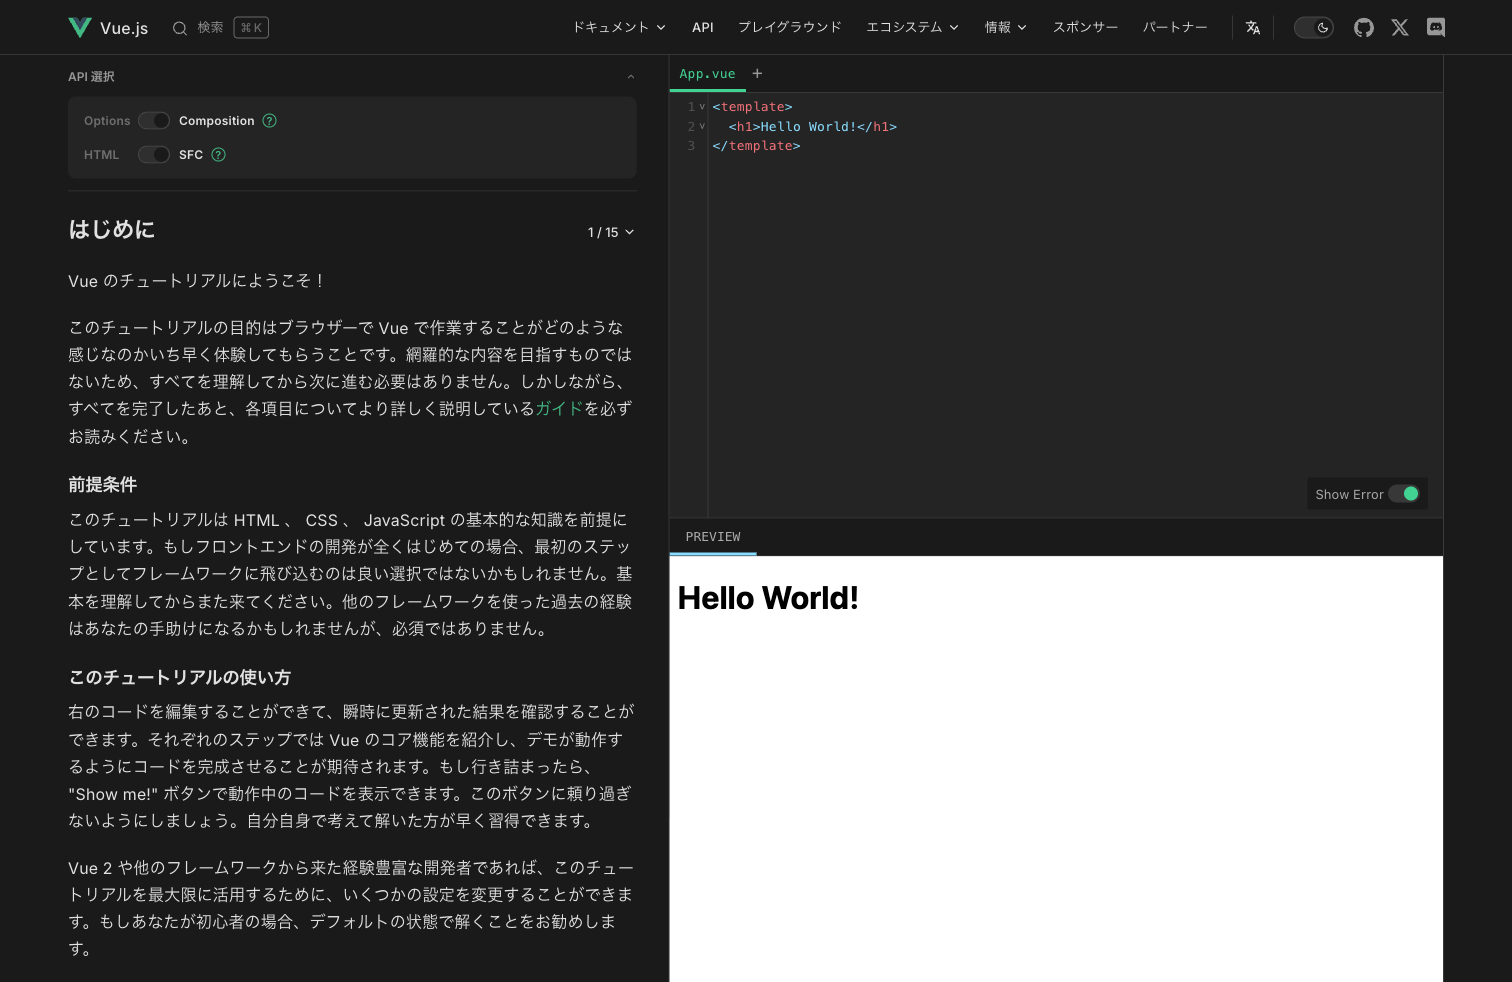 Vue.js
検索
⌘ K
ドキュメント
API
プレイグラウンド
エコシステム
情報
スポンサー
パートナー
API 選択
Options
Composition
?
HTML
SFC
?
はじめに
1 / 15
Vue のチュートリアルにようこそ！
このチュートリアルの目的はブラウザーで Vue で作業することがどのような
感じなのかいち早く体験してもらうことです。網羅的な内容を目指すものでは
ないため、すべてを理解してから次に進む必要はありません。しかしながら、
すべてを完了したあと、各項目についてより詳しく説明しているガイドを必ず
お読みください。
前提条件
このチュートリアルは HTML 、 CSS 、 JavaScript の基本的な知識を前提に
しています。もしフロントエンドの開発が全くはじめての場合、最初のステッ
プとしてフレームワークに飛び込むのは良い選択ではないかもしれません。基
本を理解してからまた来てください。他のフレームワークを使った過去の経験
はあなたの手助けになるかもしれませんが、必須ではありません。
このチュートリアルの使い方
右のコードを編集することができて、瞬時に更新された結果を確認することが
できます。それぞれのステップでは Vue のコア機能を紹介し、デモが動作す
るようにコードを完成させることが期待されます。もし行き詰まったら、
"Show me!" ボタンで動作中のコードを表示できます。このボタンに頼り過ぎ
ないようにしましょう。自分自身で考えて解いた方が早く習得できます。
Vue 2 や他のフレームワークから来た経験豊富な開発者であれば、このチュー
トリアルを最大限に活用するために、いくつかの設定を変更することができま
す。もしあなたが初心者の場合、デフォルトの状態で解くことをお勧めしま
す。
App.vue
+
1 <template>
2 <h1>Hello World!</h1>
3 </template>
Show Error
PREVIEW
Hello World!